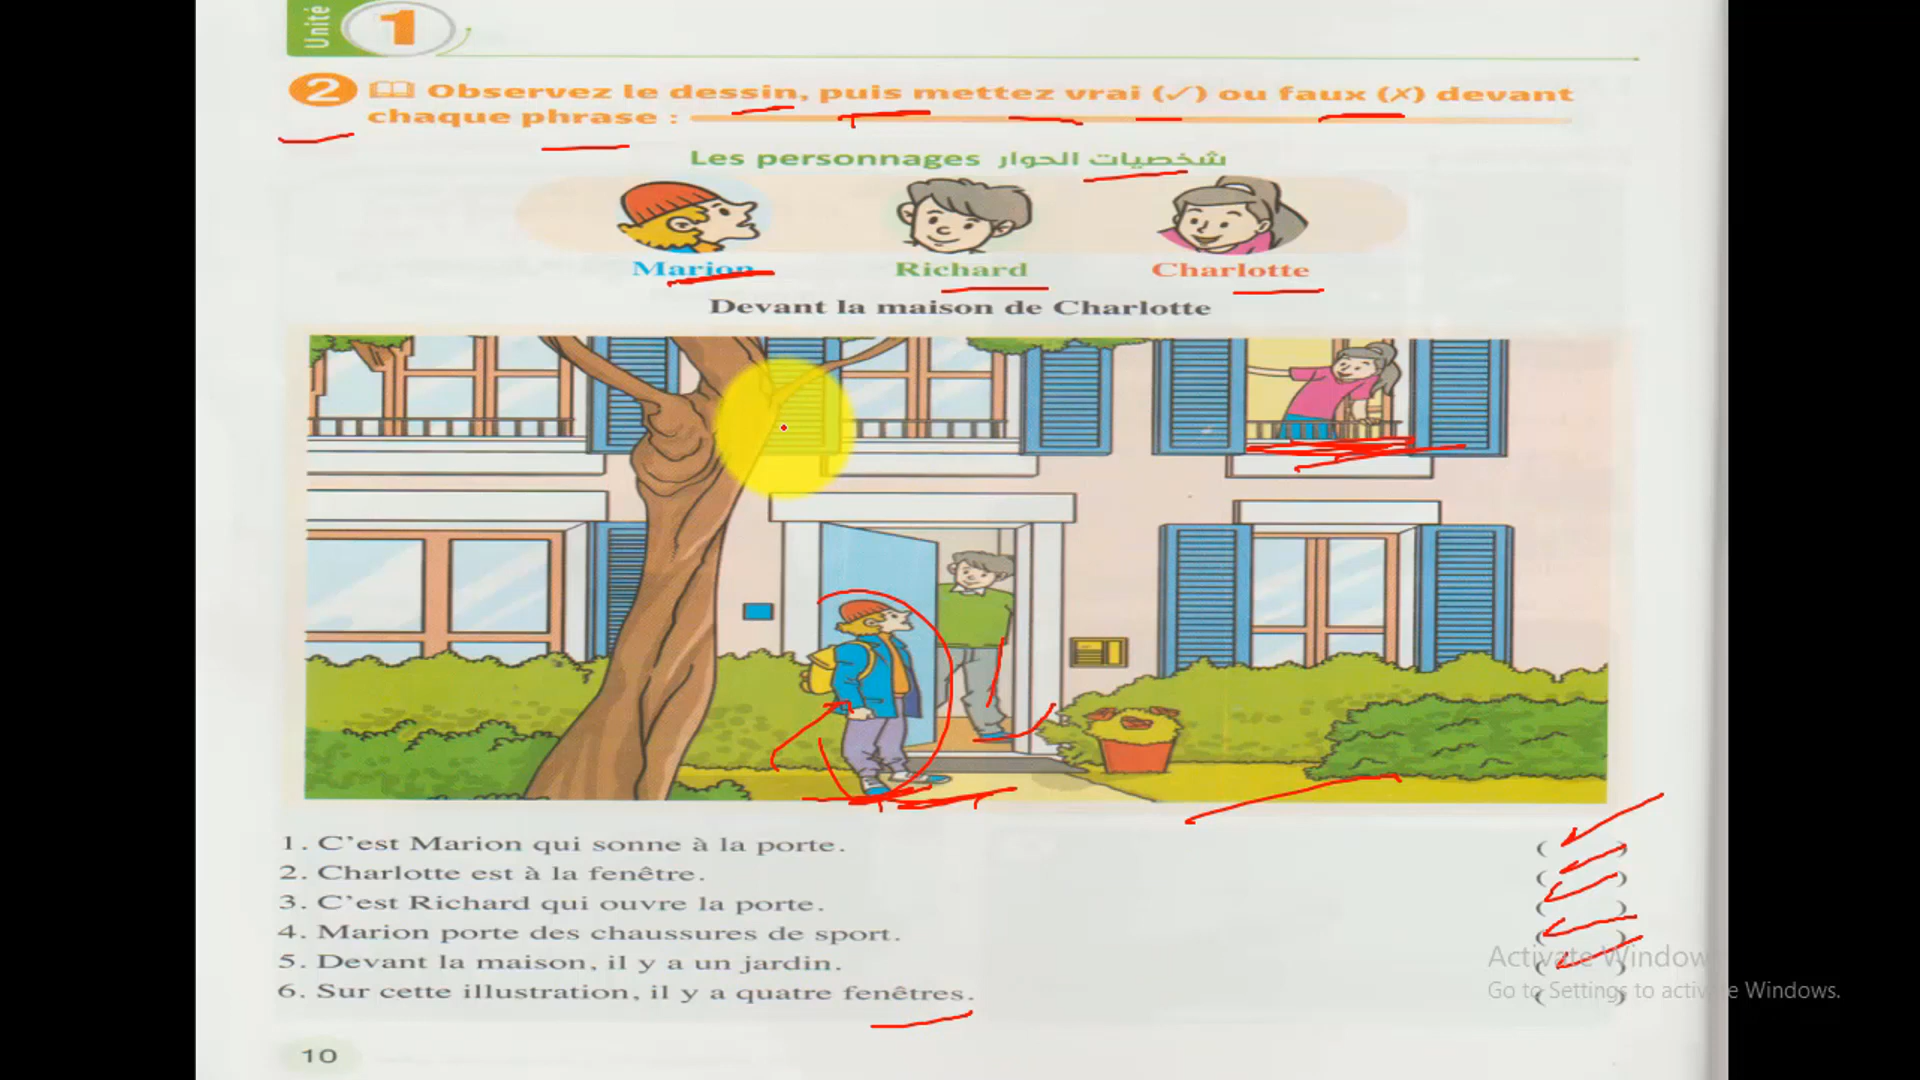 Unité 1
2 Observez le dessin, puis mettez vrai (✓) ou faux (✗) devant
chaque phrase :
Les personnages شخصيات الحوار
Marion Richard Charlotte
Devant la maison de Charlotte
1. C'est Marion qui sonne à la porte. ( )
2. Charlotte est à la fenêtre. ( )
3. C'est Richard qui ouvre la porte. ( )
4. Marion porte des chaussures de sport. ( )
5. Devant la maison, il y a un jardin. ( )
6. Sur cette illustration, il y a quatre fenêtres. ( )
Activate Windows
Go to Settings to activate Windows.
10